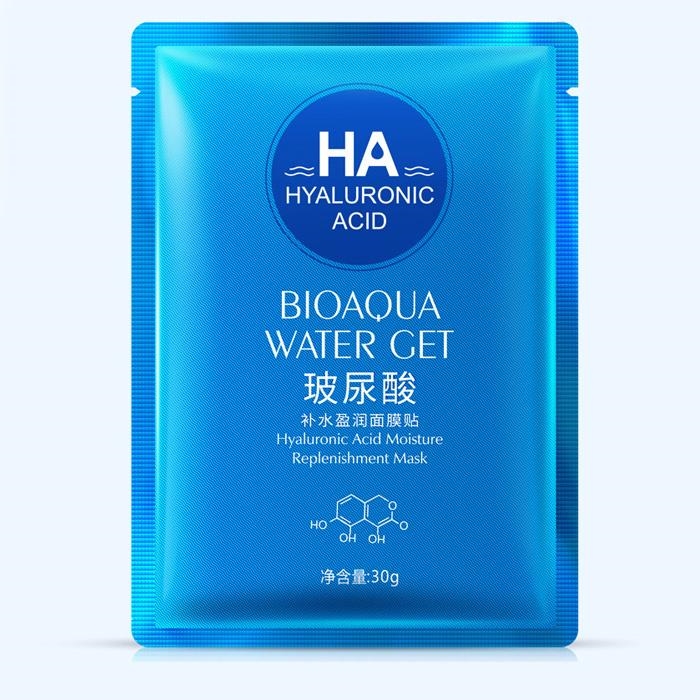 HA
HYALURONIC
ACID
BIOAQUA
WATER GET
玻尿酸
补水盈润面膜贴
Hyaluronic Acid Moisture
Replenishment Mask
HO
OH
OH
O
O
净含量:30g